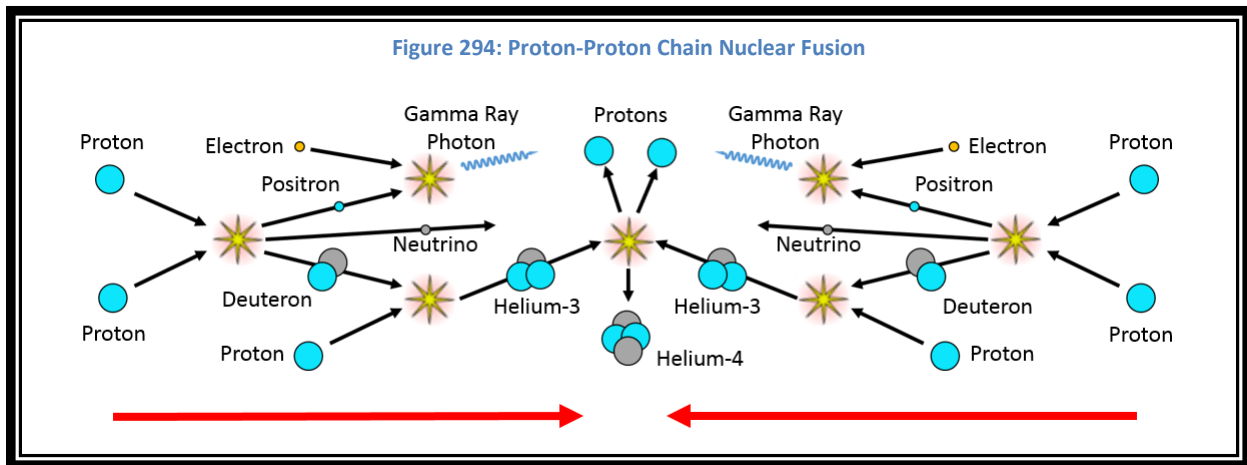 Figure 294: Proton-Proton Chain Nuclear Fusion
Gamma Ray
Photon
Protons
Gamma Ray
Photon
Proton
Electron
Electron
Proton
Positron
Positron
Neutrino
Neutrino
Deuteron
Helium-3
Helium-3
Deuteron
Proton
Proton
Proton
Helium-4
Proton